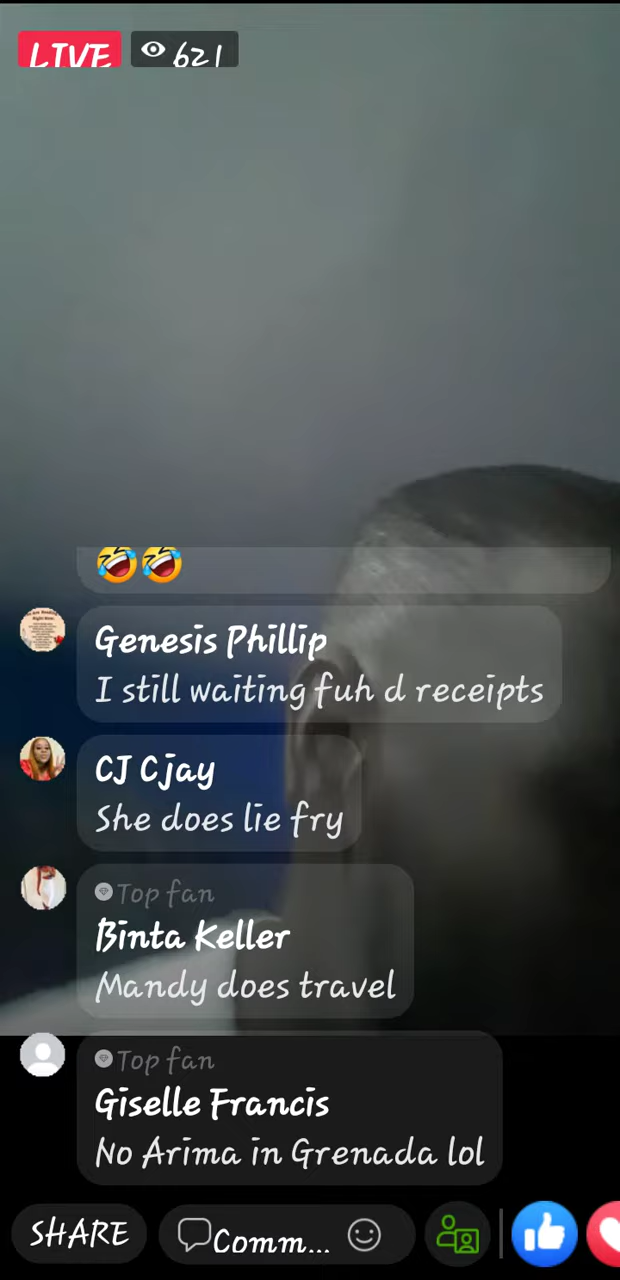 LIVE 621
🤣🤣
Genesis Phillip
I still waiting fuh d receipts
CJ Cjay
She does lie fry
Top fan
Binta Keller
Mandy does travel
Top fan
Giselle Francis
No Arima in Grenada lol
SHARE Comm...